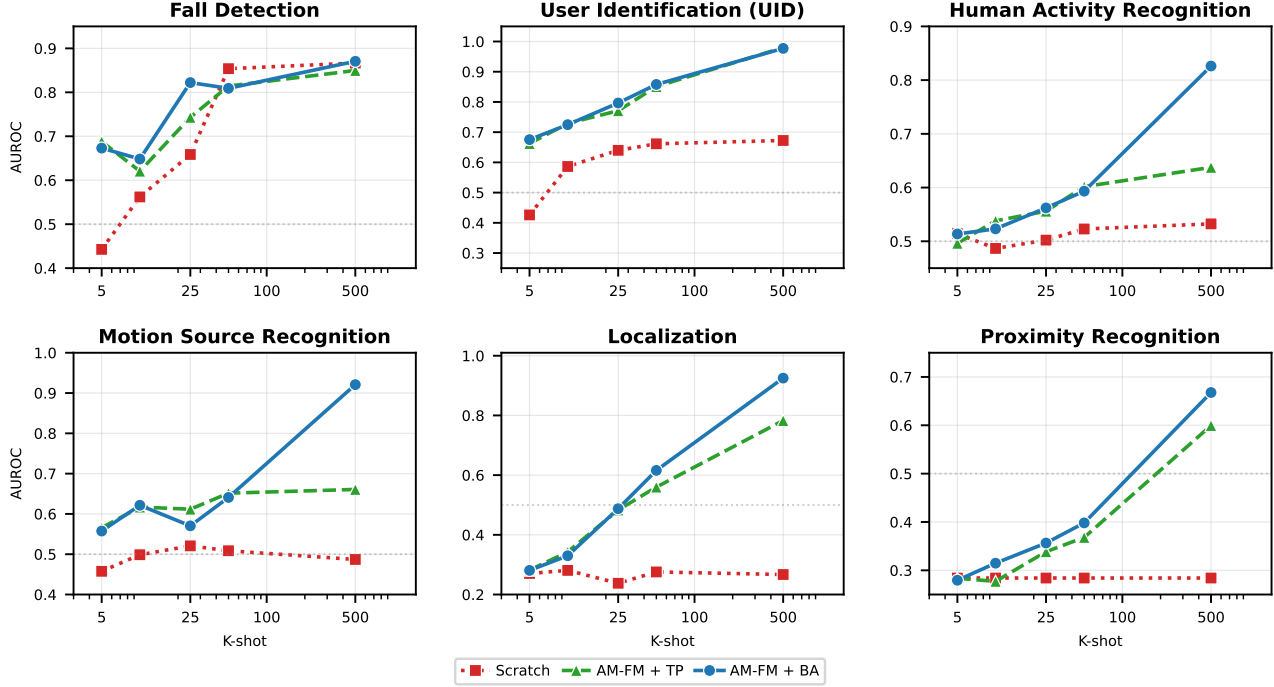 Fall Detection
AUROC
0.9
0.8
0.7
0.6
0.5
0.4
5 25 100 500
User Identification (UID)
1.0
0.9
0.8
0.7
0.6
0.5
0.4
0.3
5 25 100 500
Human Activity Recognition
0.9
0.8
0.7
0.6
0.5
5 25 100 500
Motion Source Recognition
AUROC
1.0
0.9
0.8
0.7
0.6
0.5
0.4
5 25 100 500
K-shot
Localization
1.0
0.8
0.6
0.4
0.2
5 25 100 500
K-shot
Proximity Recognition
0.7
0.6
0.5
0.4
0.3
5 25 100 500
K-shot
Scratch AM-FM + TP AM-FM + BA